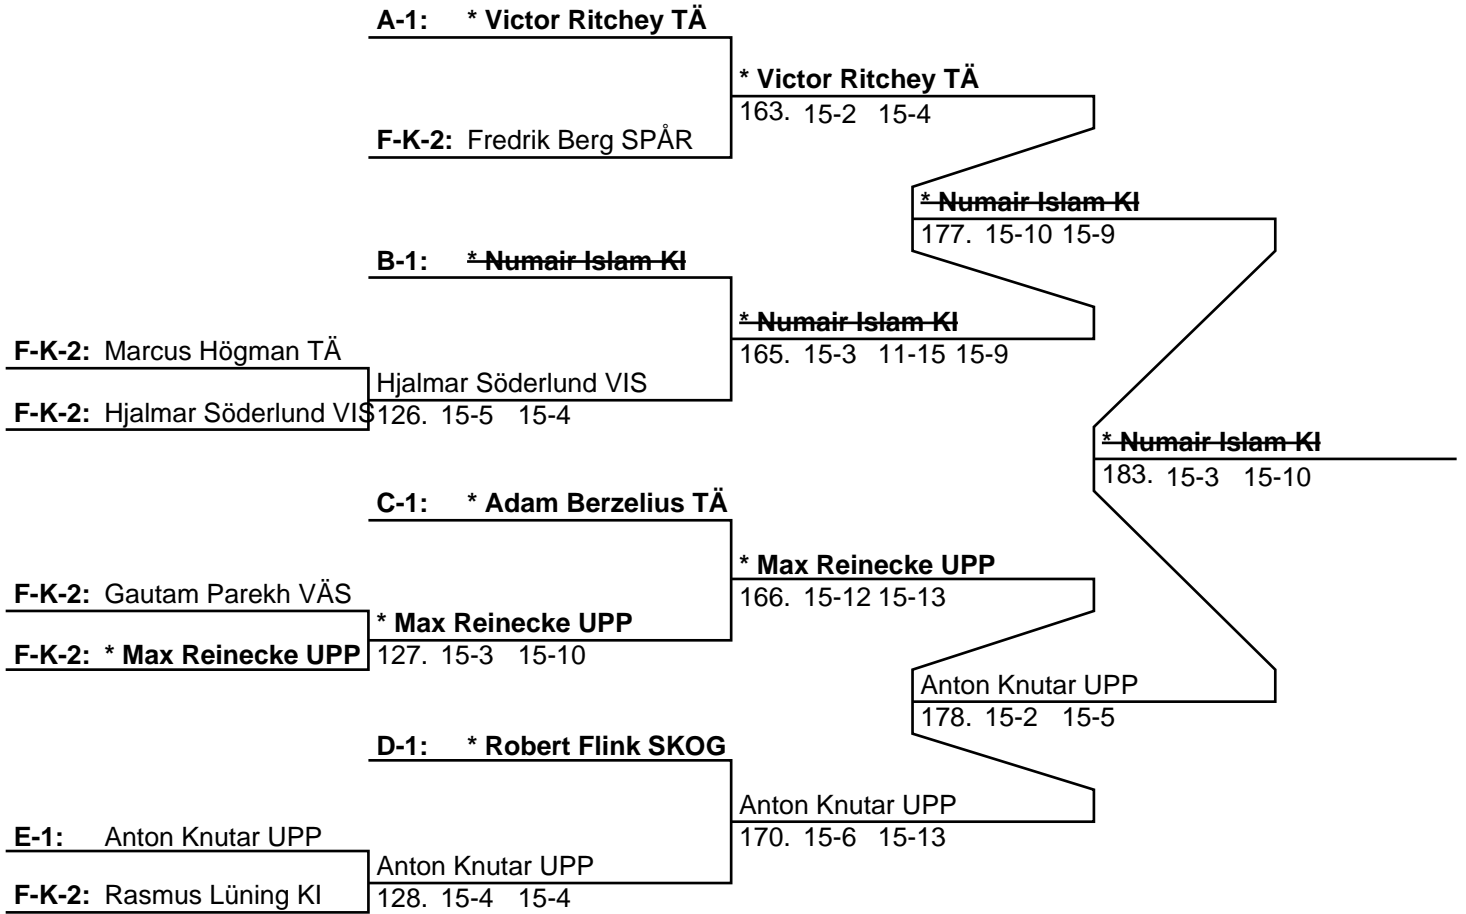 A-1: * Victor Ritchey TÄ
* Victor Ritchey TÄ
163. 15-2 15-4
F-K-2: Fredrik Berg SPÅR
* Numair Islam KI
177. 15-10 15-9
B-1: * Numair Islam KI
* Numair Islam KI
165. 15-3 11-15 15-9
F-K-2: Marcus Högman TÄ
Hjalmar Söderlund VIS
F-K-2: Hjalmar Söderlund VIS
126. 15-5 15-4
* Numair Islam KI
183. 15-3 15-10
C-1: * Adam Berzelius TÄ
* Max Reinecke UPP
166. 15-12 15-13
F-K-2: Gautam Parekh VÄS
* Max Reinecke UPP
F-K-2: * Max Reinecke UPP
127. 15-3 15-10
Anton Knutar UPP
178. 15-2 15-5
D-1: * Robert Flink SKOG
Anton Knutar UPP
170. 15-6 15-13
E-1: Anton Knutar UPP
Anton Knutar UPP
F-K-2: Rasmus Lüning KI
128. 15-4 15-4